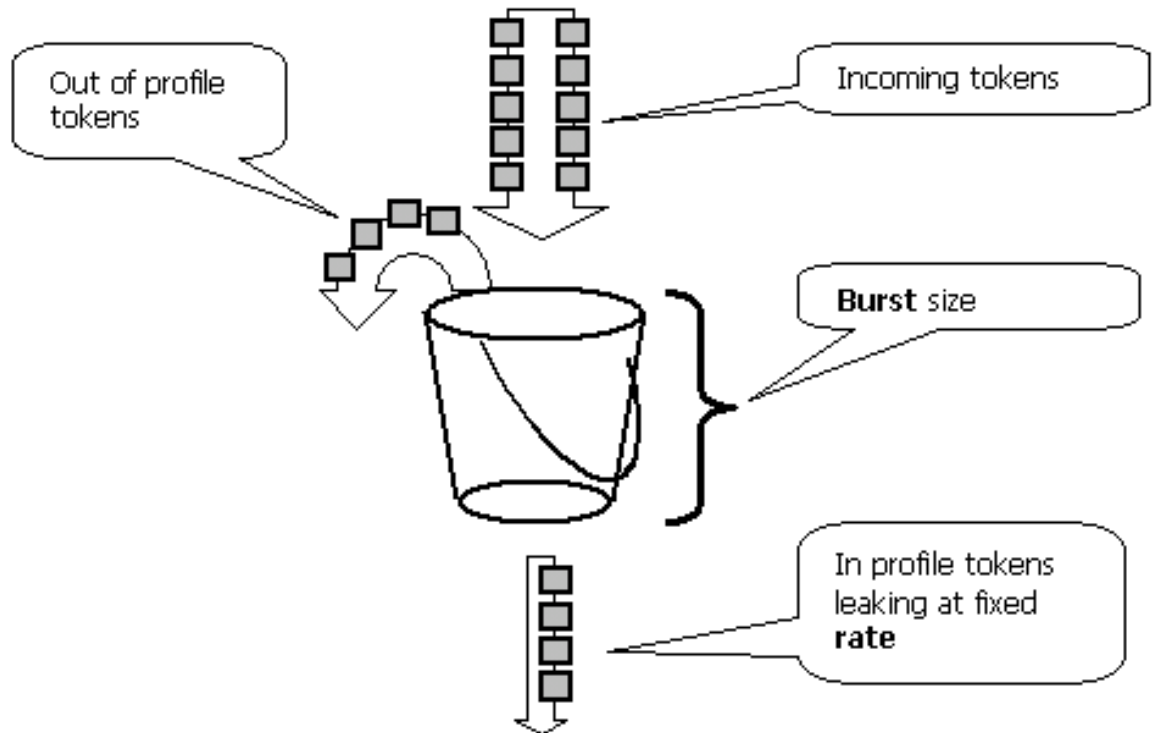 Out of profile
tokens
Incoming tokens
Burst size
In profile tokens
leaking at fixed
rate